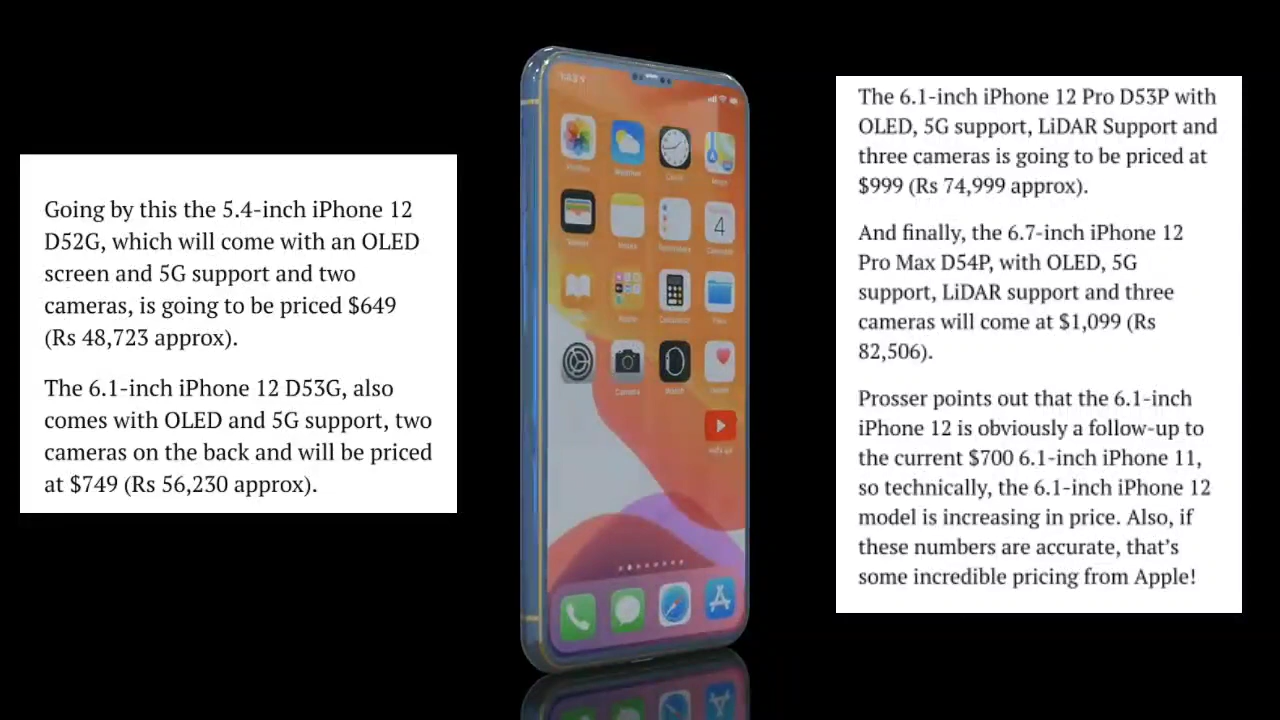 Going by this the 5.4-inch iPhone 12
D52G, which will come with an OLED
screen and 5G support and two
cameras, is going to be priced $649
(Rs 48,723 approx).
The 6.1-inch iPhone 12 D53G, also
comes with OLED and 5G support, two
cameras on the back and will be priced
at $749 (Rs 56,230 approx).
4
The 6.1-inch iPhone 12 Pro D53P with
OLED, 5G support, LiDAR Support and
three cameras is going to be priced at
$999 (Rs 74,999 approx).
And finally, the 6.7-inch iPhone 12
Pro Max D54P, with OLED, 5G
support, LiDAR support and three
cameras will come at $1,099 (Rs
82,506).
Prosser points out that the 6.1-inch
iPhone 12 is obviously a follow-up to
the current $700 6.1-inch iPhone 11,
so technically, the 6.1-inch iPhone 12
model is increasing in price. Also, if
these numbers are accurate, that's
some incredible pricing from Apple!